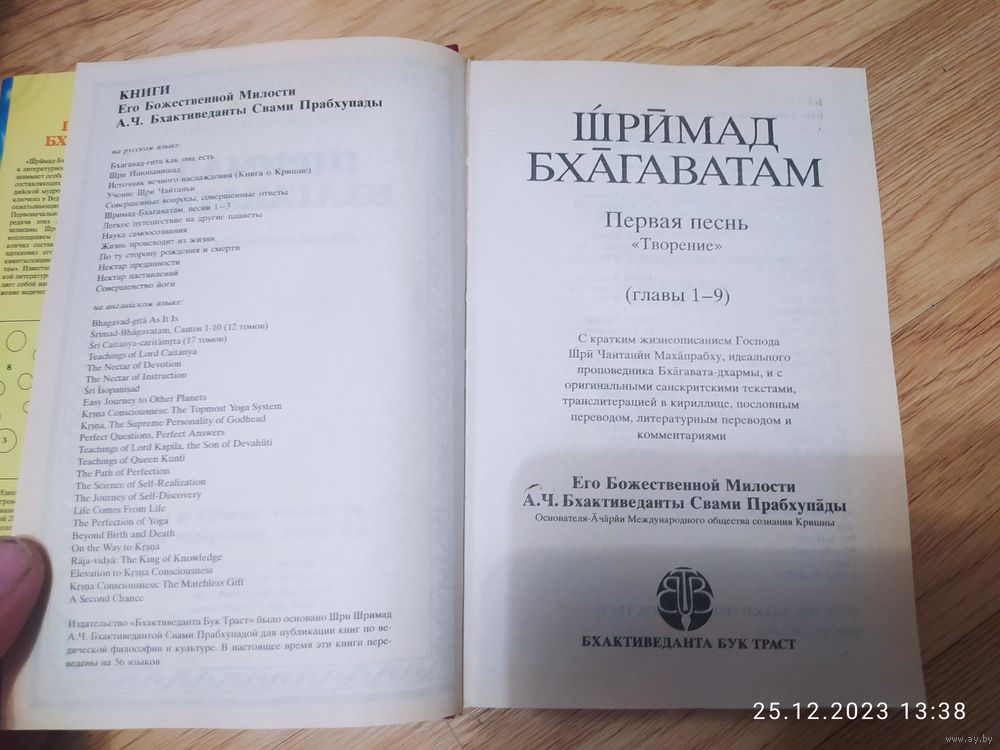 КНИГИ
Его Божественной Милости
А.Ч. Бхактиведанты Свами Прабхупады
на русском языке:
Бхагавад-гита как она есть
Шри Ишопанишад
Источник вечного наслаждения (Книга о Кришне)
Учение Шри Чайтаньи
Совершенные вопросы, совершенные ответы
Шримад-Бхагаватам, песни 1–3
Легкое путешествие на другие планеты
Наука самоосознания
Жизнь происходит из жизни
По ту сторону рождения и смерти
Нектар преданности
Нектар наставлений
Совершенство йоги
на английском языке:
Bhagavad-gītā As It Is
Śrīmad-Bhāgavatam, Cantos 1-10 (12 томов)
Śrī Caitanya-caritāmṛta (17 томов)
Teachings of Lord Caitanya
The Nectar of Devotion
The Nectar of Instruction
Śrī Īśopaniṣad
Easy Journey to Other Planets
Kṛṣṇa Consciousness: The Topmost Yoga System
Kṛṣṇa, The Supreme Personality of Godhead
Perfect Questions, Perfect Answers
Teachings of Lord Kapila, the Son of Devahūti
Teachings of Queen Kuntī
The Path of Perfection
The Science of Self-Realization
The Journey of Self-Discovery
Life Comes From Life
The Perfection of Yoga
Beyond Birth and Death
On the Way to Kṛṣṇa
Rāja-vidyā: The King of Knowledge
Elevation to Kṛṣṇa Consciousness
Kṛṣṇa Consciousness: The Matchless Gift
A Second Chance
Издательство «Бхактиведанта Бук Траст» было основано Шри Шримад
А.Ч. Бхактиведантой Свами Прабхупадой для публикации книг по ве-
дической философии и культуре. В настоящее время эти книги пере-
ведены на 56 языков.
Ш́РӢМАД
БХА̄ГАВАТАМ
Первая песнь
«Творение»
(главы 1–9)
С кратким жизнеописанием Господа
Ш́рӣ Чаитанйи Маха̄прабху, идеального
проповедника Бха̄гавата-дхармы, и с
оригинальными санскритскими текстами,
транслитерацией в кириллице, пословным
переводом, литературным переводом и
комментариями
Его Божественной Милости
А.Ч. Бхактиведанты Свами Прабхупа̄ды
Основателя-А̄ча̄рйи Международного общества сознания Кришны
БХАКТИВЕДАНТА БУК ТРАСТ
25.12.2023 13:38
www.ay.by
8
3